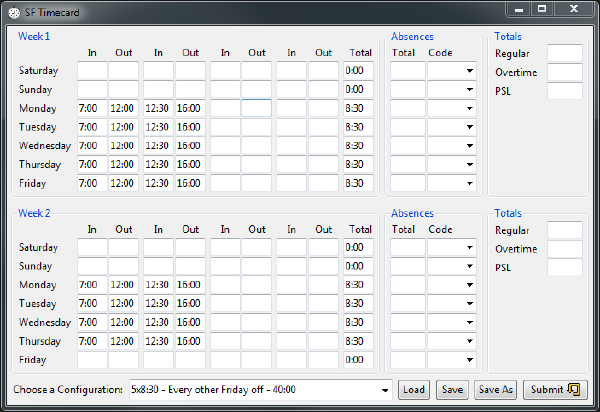 SF Timecard
Week 1 Absences Totals
In Out In Out In Out In Out Total Total Code Regular
Saturday 0:00 Overtime
Sunday 0:00 PSL
Monday 7:00 12:00 12:30 16:00 8:30
Tuesday 7:00 12:00 12:30 16:00 8:30
Wednesday 7:00 12:00 12:30 16:00 8:30
Thursday 7:00 12:00 12:30 16:00 8:30
Friday 7:00 12:00 12:30 16:00 8:30
Week 2 Absences Totals
In Out In Out In Out In Out Total Total Code Regular
Saturday 0:00 Overtime
Sunday 0:00 PSL
Monday 7:00 12:00 12:30 16:00 8:30
Tuesday 7:00 12:00 12:30 16:00 8:30
Wednesday 7:00 12:00 12:30 16:00 8:30
Thursday 7:00 12:00 12:30 16:00 8:30
Friday 0:00
Choose a Configuration: 5x8:30 - Every other Friday off - 40:00 Load Save Save As Submit